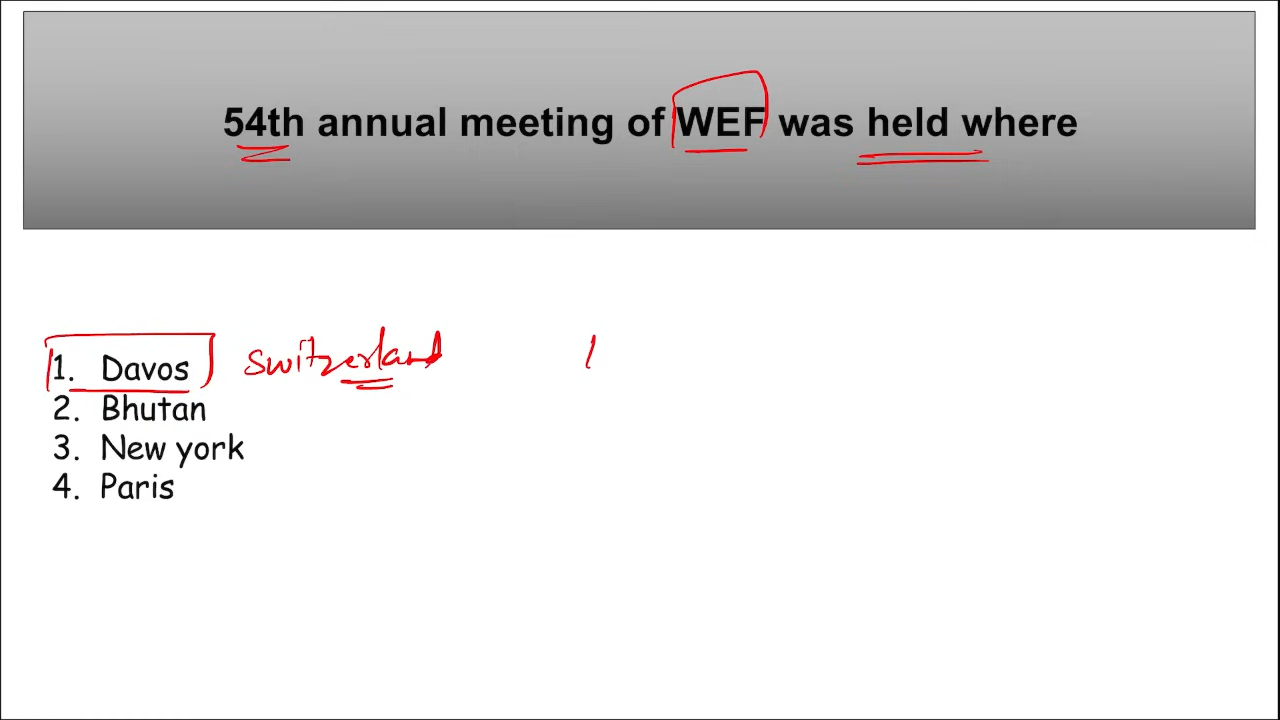 54th annual meeting of WEF was held where
1. Davos Switzerland
2. Bhutan
3. New york
4. Paris